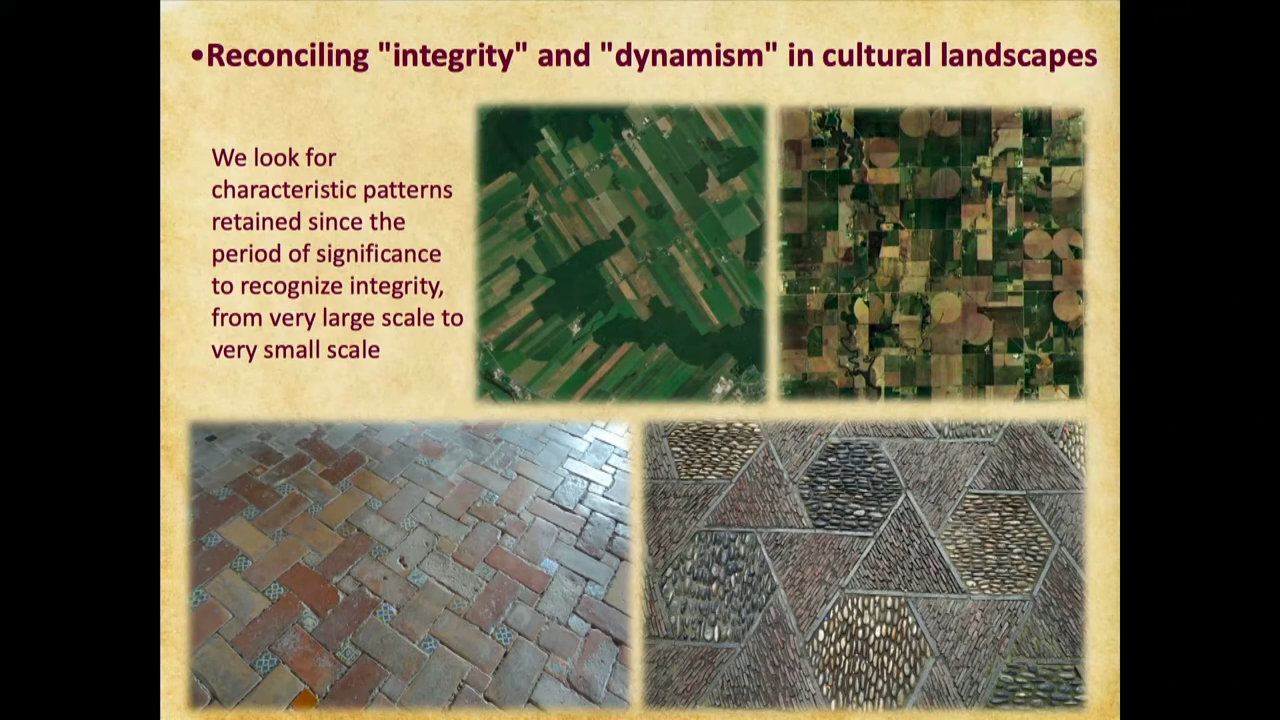 •Reconciling "integrity" and "dynamism" in cultural landscapes
We look for
characteristic patterns
retained since the
period of significance
to recognize integrity,
from very large scale to
very small scale